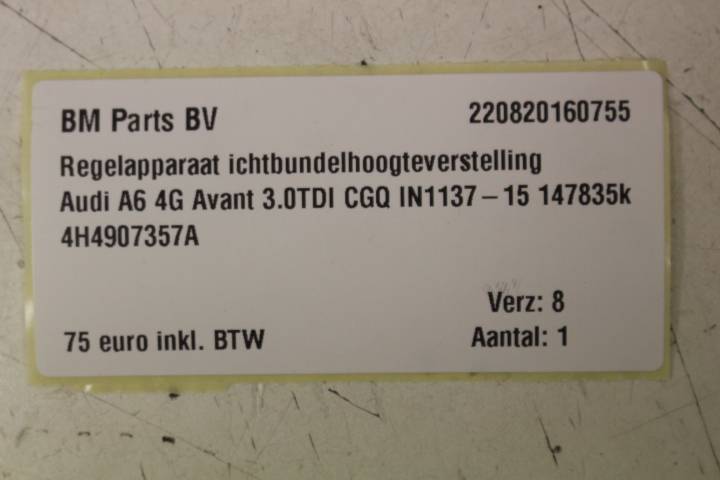 BM Parts BV 220820160755
Regelapparaat ichtbundelhoogteverstelling
Audi A6 4G Avant 3.0TDI CGQ IN1137–15 147835k
4H4907357A
Verz: 8
75 euro inkl. BTW Aantal: 1